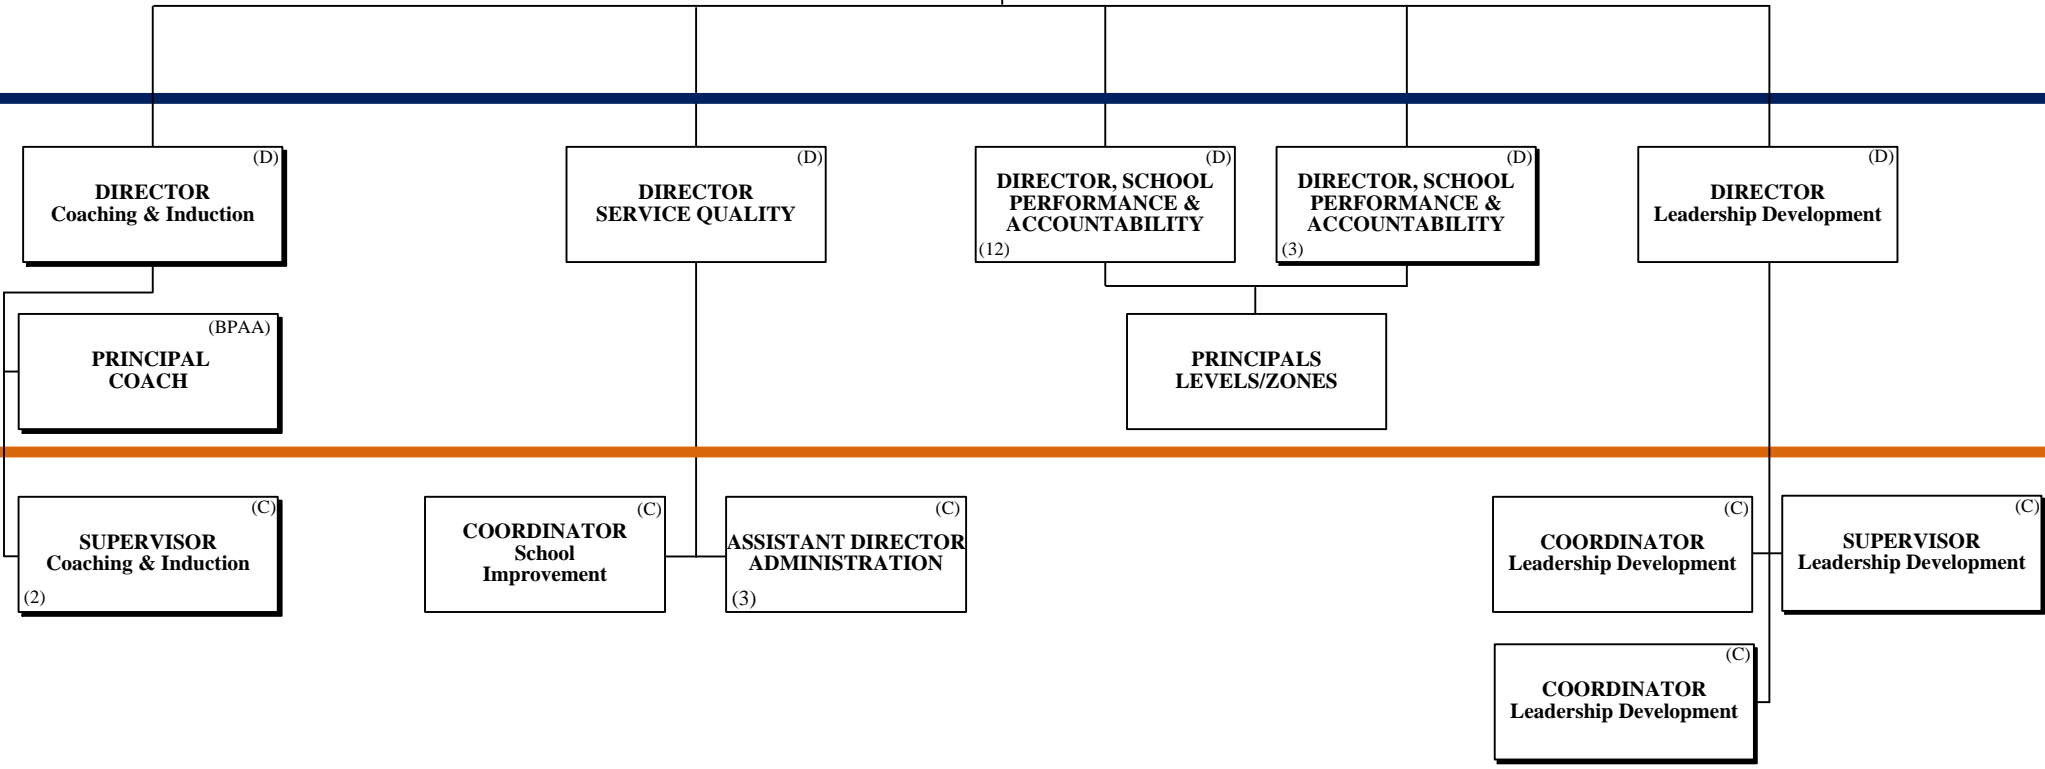 (D)
DIRECTOR
Coaching & Induction
(D)
DIRECTOR
SERVICE QUALITY
(D)
DIRECTOR, SCHOOL
PERFORMANCE &
ACCOUNTABILITY
(12)
(D)
DIRECTOR, SCHOOL
PERFORMANCE &
ACCOUNTABILITY
(3)
(D)
DIRECTOR
Leadership Development
(BPAA)
PRINCIPAL
COACH
PRINCIPALS
LEVELS/ZONES
(C)
SUPERVISOR
Coaching & Induction
(2)
(C)
COORDINATOR
School
Improvement
(C)
ASSISTANT DIRECTOR
ADMINISTRATION
(3)
(C)
COORDINATOR
Leadership Development
(C)
SUPERVISOR
Leadership Development
(C)
COORDINATOR
Leadership Development